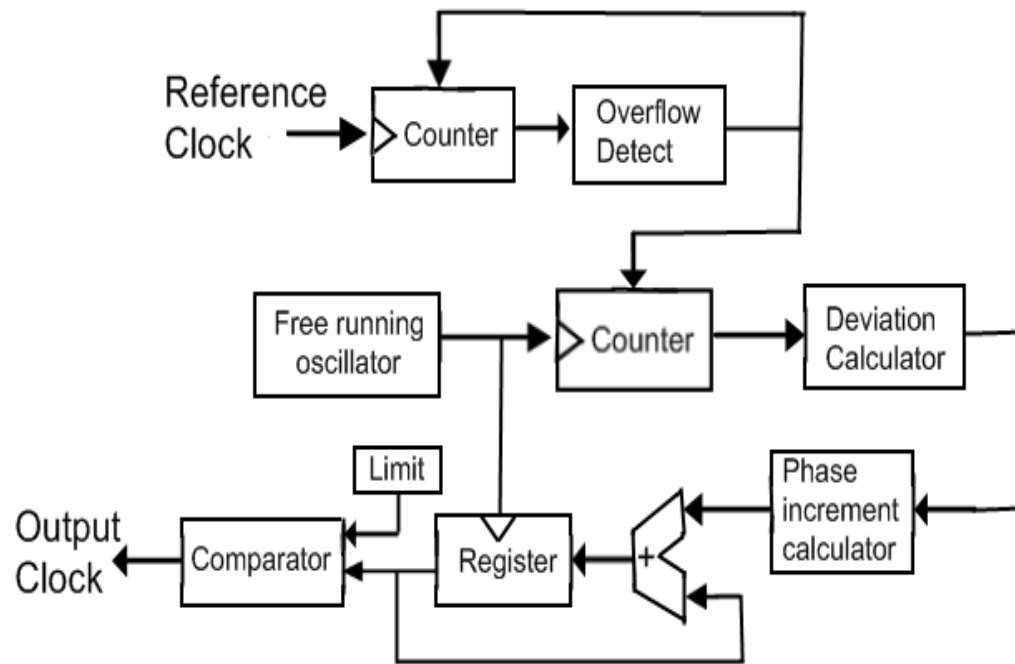 Reference
Clock
Counter
Overflow
Detect
Free running
oscillator
Counter
Deviation
Calculator
Limit
Phase
increment
calculator
Output
Clock
Comparator
Register
+